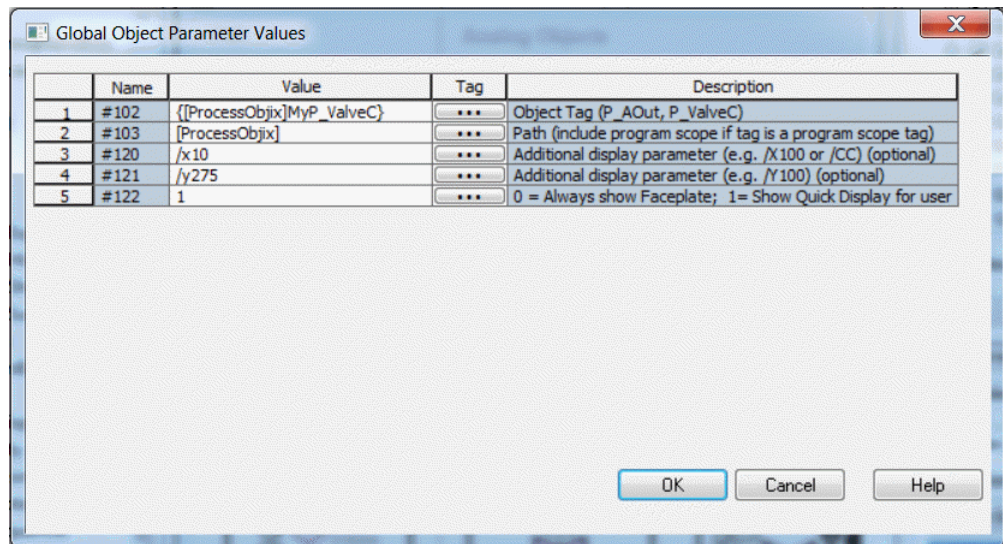 Global Object Parameter Values
Name Value Tag Description
1 #102 {[ProcessObjix]MyP_ValveC} ... Object Tag (P_AOut, P_ValveC)
2 #103 [ProcessObjix] ... Path (include program scope if tag is a program scope tag)
3 #120 /x10 ... Additional display parameter (e.g. /X100 or /CC) (optional)
4 #121 /y275 ... Additional display parameter (e.g. /Y100) (optional)
5 #122 1 ... 0 = Always show Faceplate; 1= Show Quick Display for user
OK Cancel Help